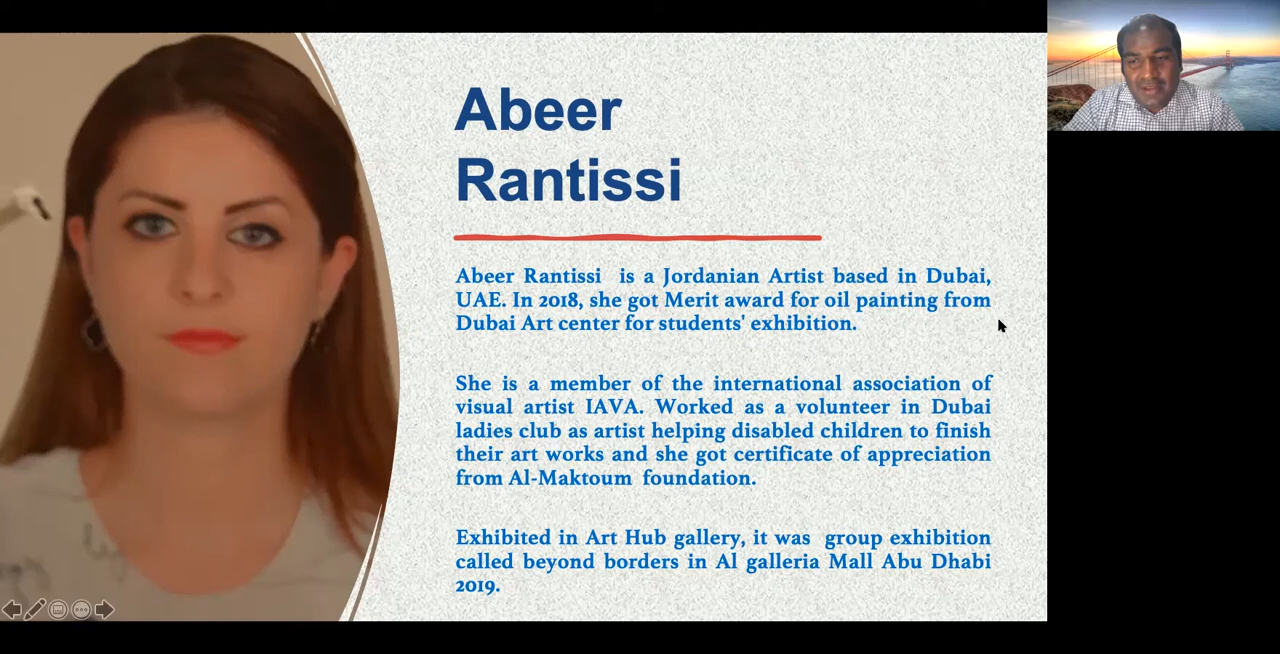 Abeer
Rantissi
Abeer Rantissi is a Jordanian Artist based in Dubai,
UAE. In 2018, she got Merit award for oil painting from
Dubai Art center for students' exhibition.
She is a member of the international association of
visual artist IAVA. Worked as a volunteer in Dubai
ladies club as artist helping disabled children to finish
their art works and she got certificate of appreciation
from Al-Maktoum foundation.
Exhibited in Art Hub gallery, it was group exhibition
called beyond borders in Al galleria Mall Abu Dhabi
2019.